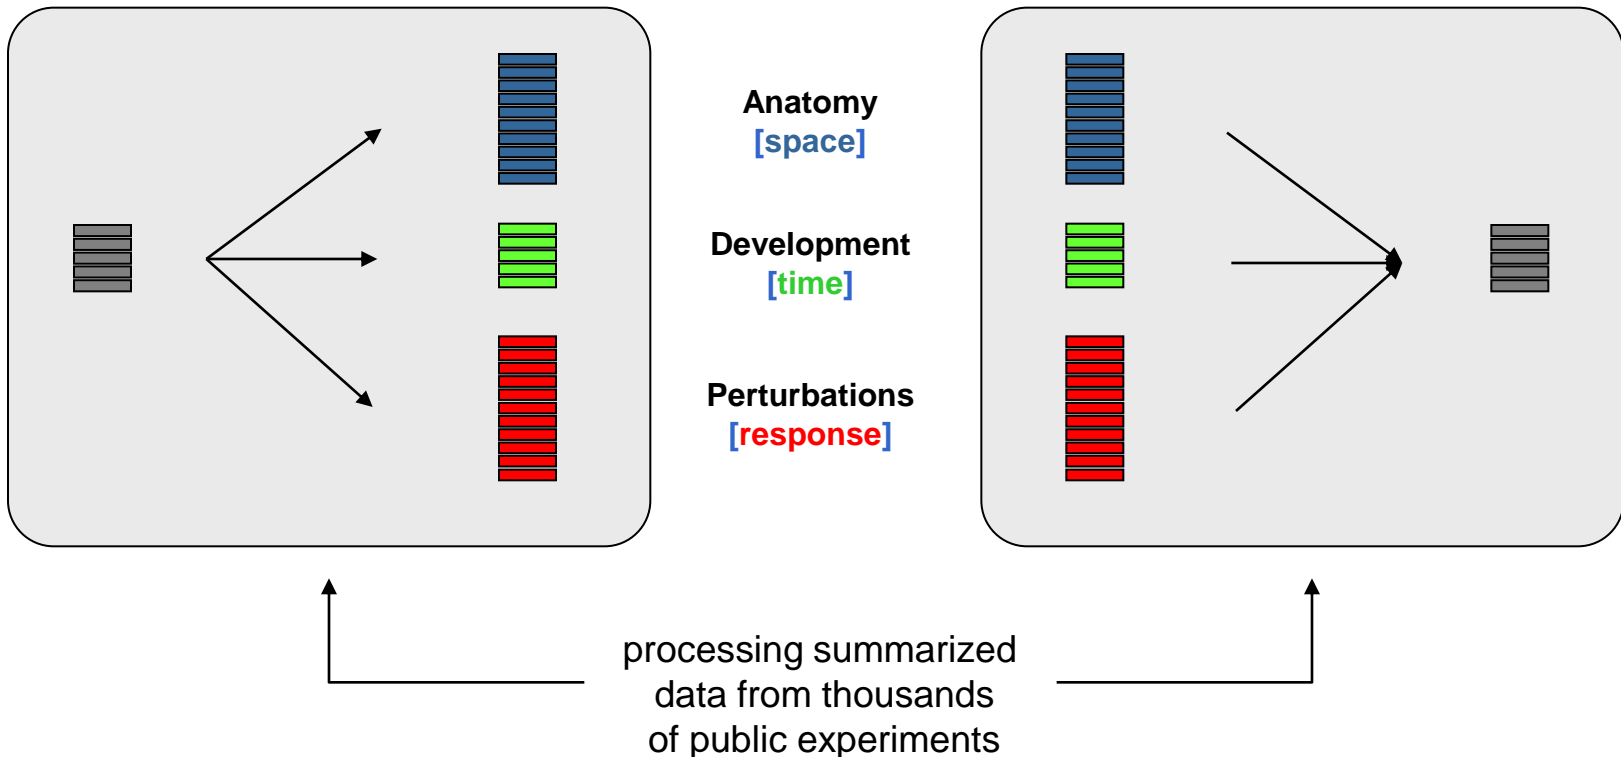 Anatomy
[space]
Development
[time]
Perturbations
[response]
processing summarized
data from thousands
of public experiments